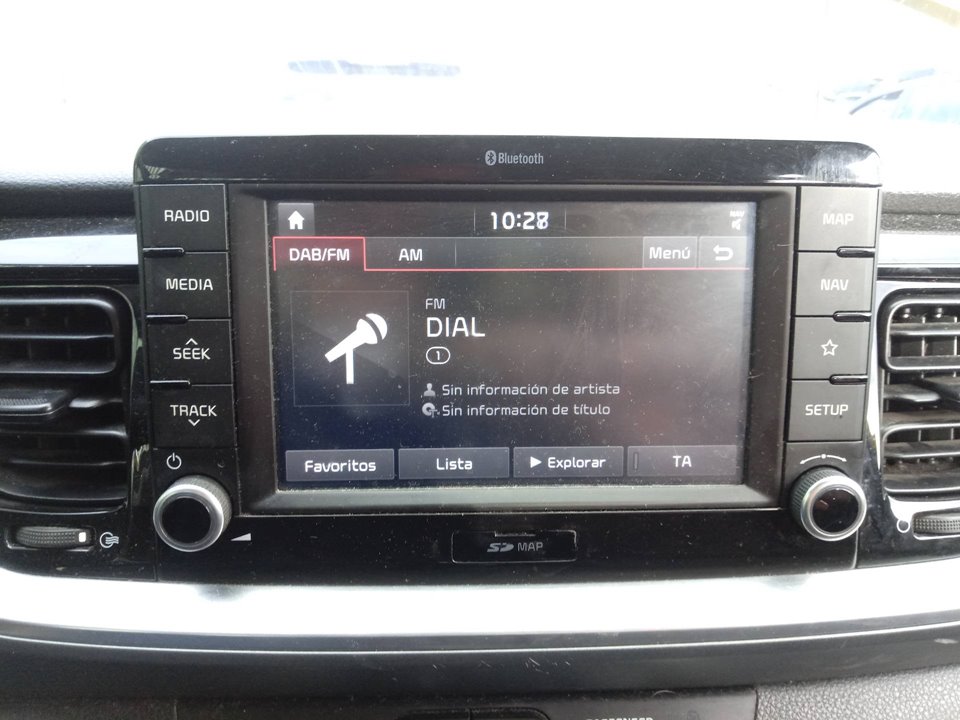 Bluetooth
RADIO
MEDIA
SEEK
TRACK
10:28
NAV
DAB/FM AM Menú
FM
DIAL
1
Sin información de artista
Sin información de título
Favoritos Lista Explorar TA
MAP
NAV
SETUP
SD MAP